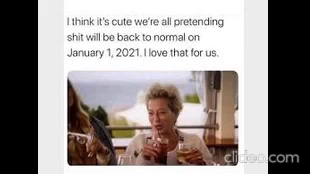 I think it's cute we're all pretending
shit will be back to normal on
January 1, 2021. I love that for us.
clideo.com